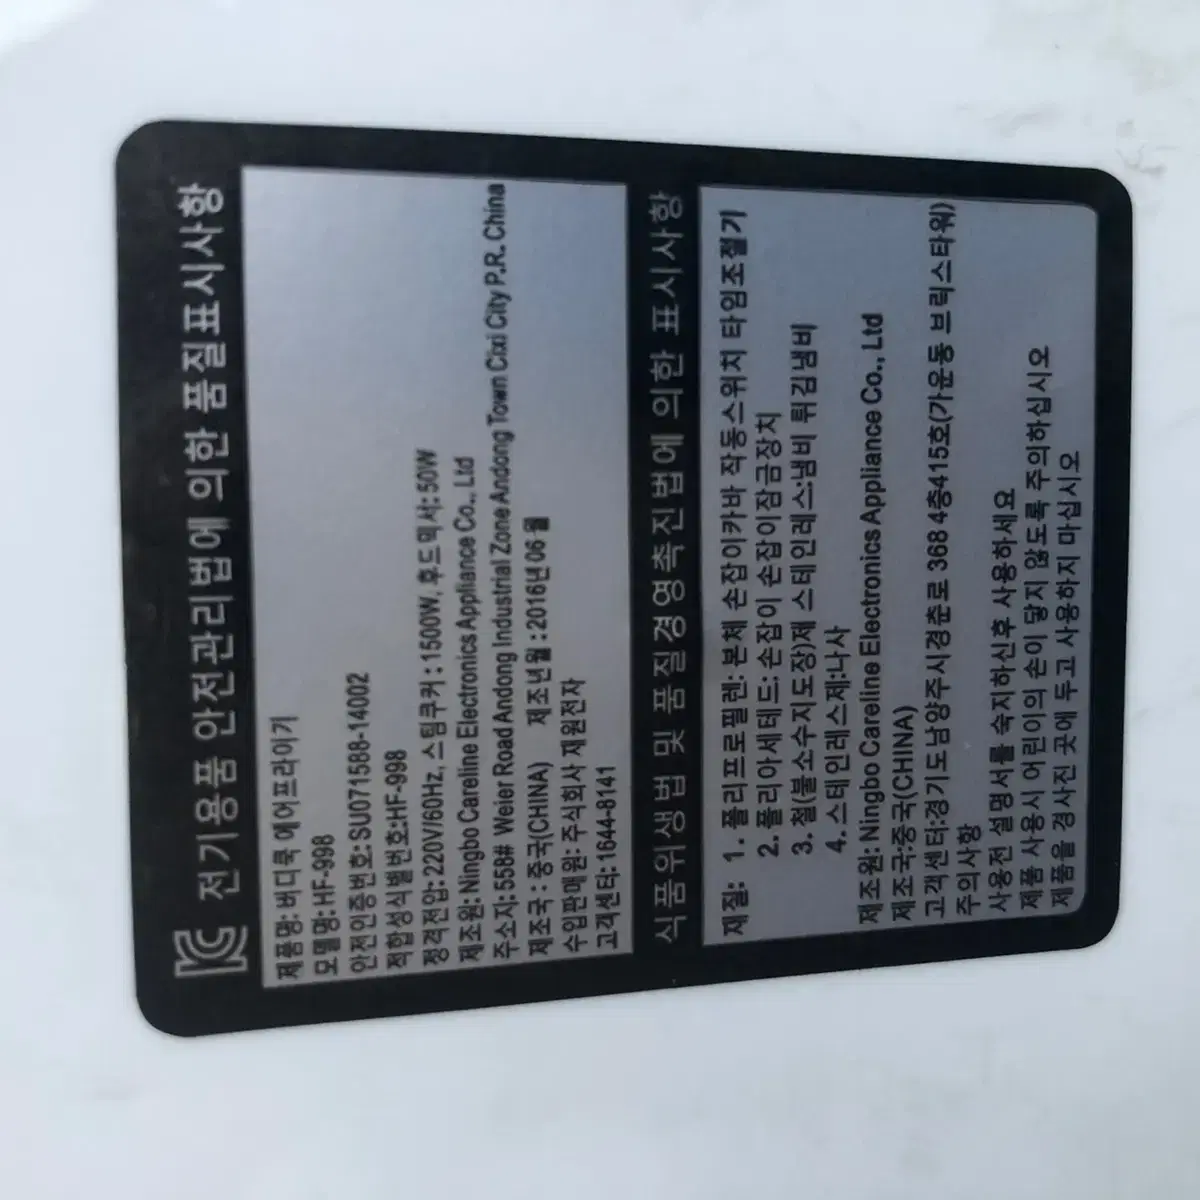 전기용품 안전관리법에 의한 품질표시사항
제품명:버디쿡 에어프라이기
모델명:HF-998
안전인증번호:SU071588-14002
적합성식별번호:HF-998
정격전압:220V/60Hz, 스팀쿠커 : 1500W, 후드믹서: 50W
제조원:Ningbo Careline Electronics Appliance Co., Ltd
주소지: 558# Weier Road Andong Industrial Zone Andong Town Cixi City P.R. China
제조국 : 중국(CHINA) 제조년월 : 2016년 06월
수입판매원: 주식회사 재원전자
고객센터: 1644-8141
식품위생법 및 품질경영촉진법에 의한 표시사항
재질: 1. 폴리프로필렌: 본체 손잡이카바 작동스위치 타임조절기
2. 폴리아세테드: 손잡이 손잡이잠금장치
3. 철(불소수지도장)제 스테인레스:냄비 튀김냄비
4. 스테인레스제:나사
제조원: Ningbo Careline Electronics Appliance Co., Ltd
제조국:중국(CHINA)
고객센터:경기도남양주시경춘로 368 4층415호(가운동 브릭스타워)
주의사항
사용전 설명서를 숙지하신후 사용하세요
제품 사용시 어린이의 손이 닿지 않도록 주의하십시오
제품을 경사진 곳에 두고 사용하지 마십시오